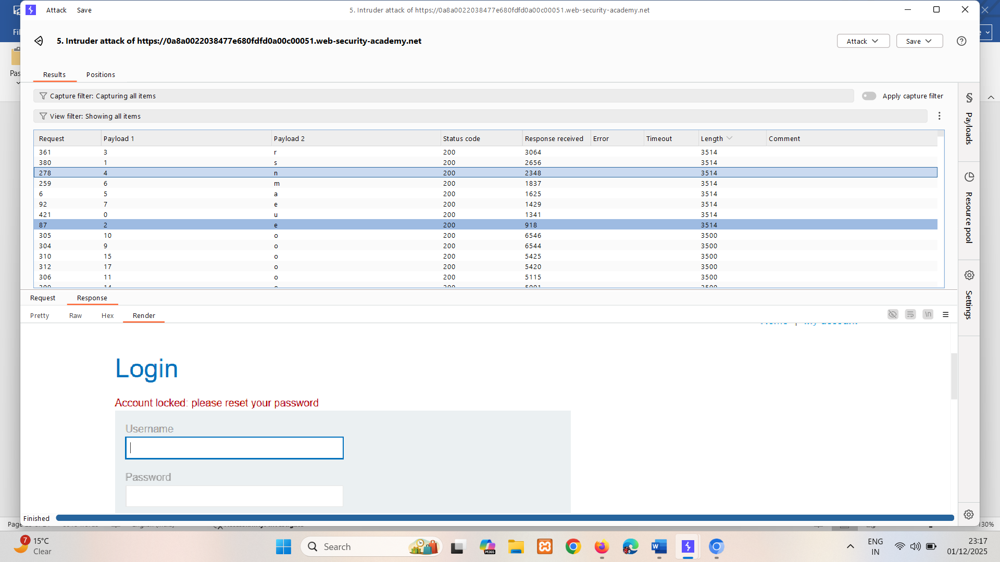 Attack Save 5. Intruder attack of https://0a8a0022038477e680fdfd0a00c00051.web-security-academy.net
5. Intruder attack of https://0a8a0022038477e680fdfd0a00c00051.web-security-academy.net Attack Save
Results Positions
Capture filter: Capturing all items Apply capture filter
View filter: Showing all items
Request Payload 1 Payload 2 Status code Response received Error Timeout Length Comment
361 3 r 200 3064 3514
380 1 s 200 2656 3514
278 4 n 200 2348 3514
259 6 m 200 1837 3514
6 5 a 200 1625 3514
92 7 e 200 1429 3514
421 0 u 200 1341 3514
87 2 e 200 918 3514
305 10 o 200 6546 3500
304 9 o 200 6544 3500
310 15 o 200 5425 3500
312 17 o 200 5420 3500
306 11 o 200 5115 3500
Payloads
Resource pool
Settings
Request Response
Pretty Raw Hex Render
\n
Login
Account locked: please reset your password
Username
Password
Finished
130%
7
15°C
Clear
Search
M365
ENG
IN
23:17
01/12/2025